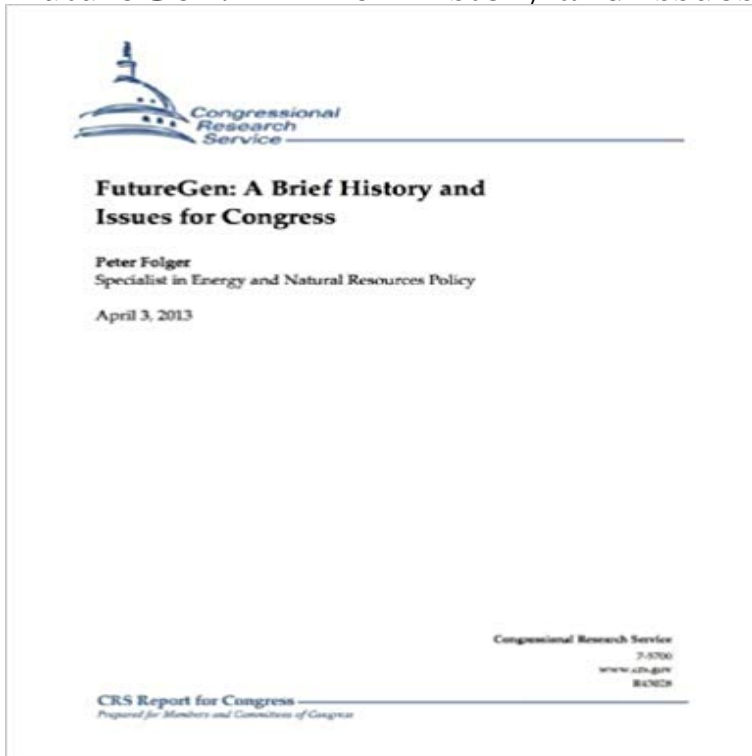 Congressional
Research
Service
FutureGen: A Brief History and
Issues for Congress
Peter Folger
Specialist in Energy and Natural Resources Policy
April 3, 2013
Congressional Research Service
7-5700
www.crs.gov
R43028
CRS Report for Congress
Prepared for Members and Committees of Congress